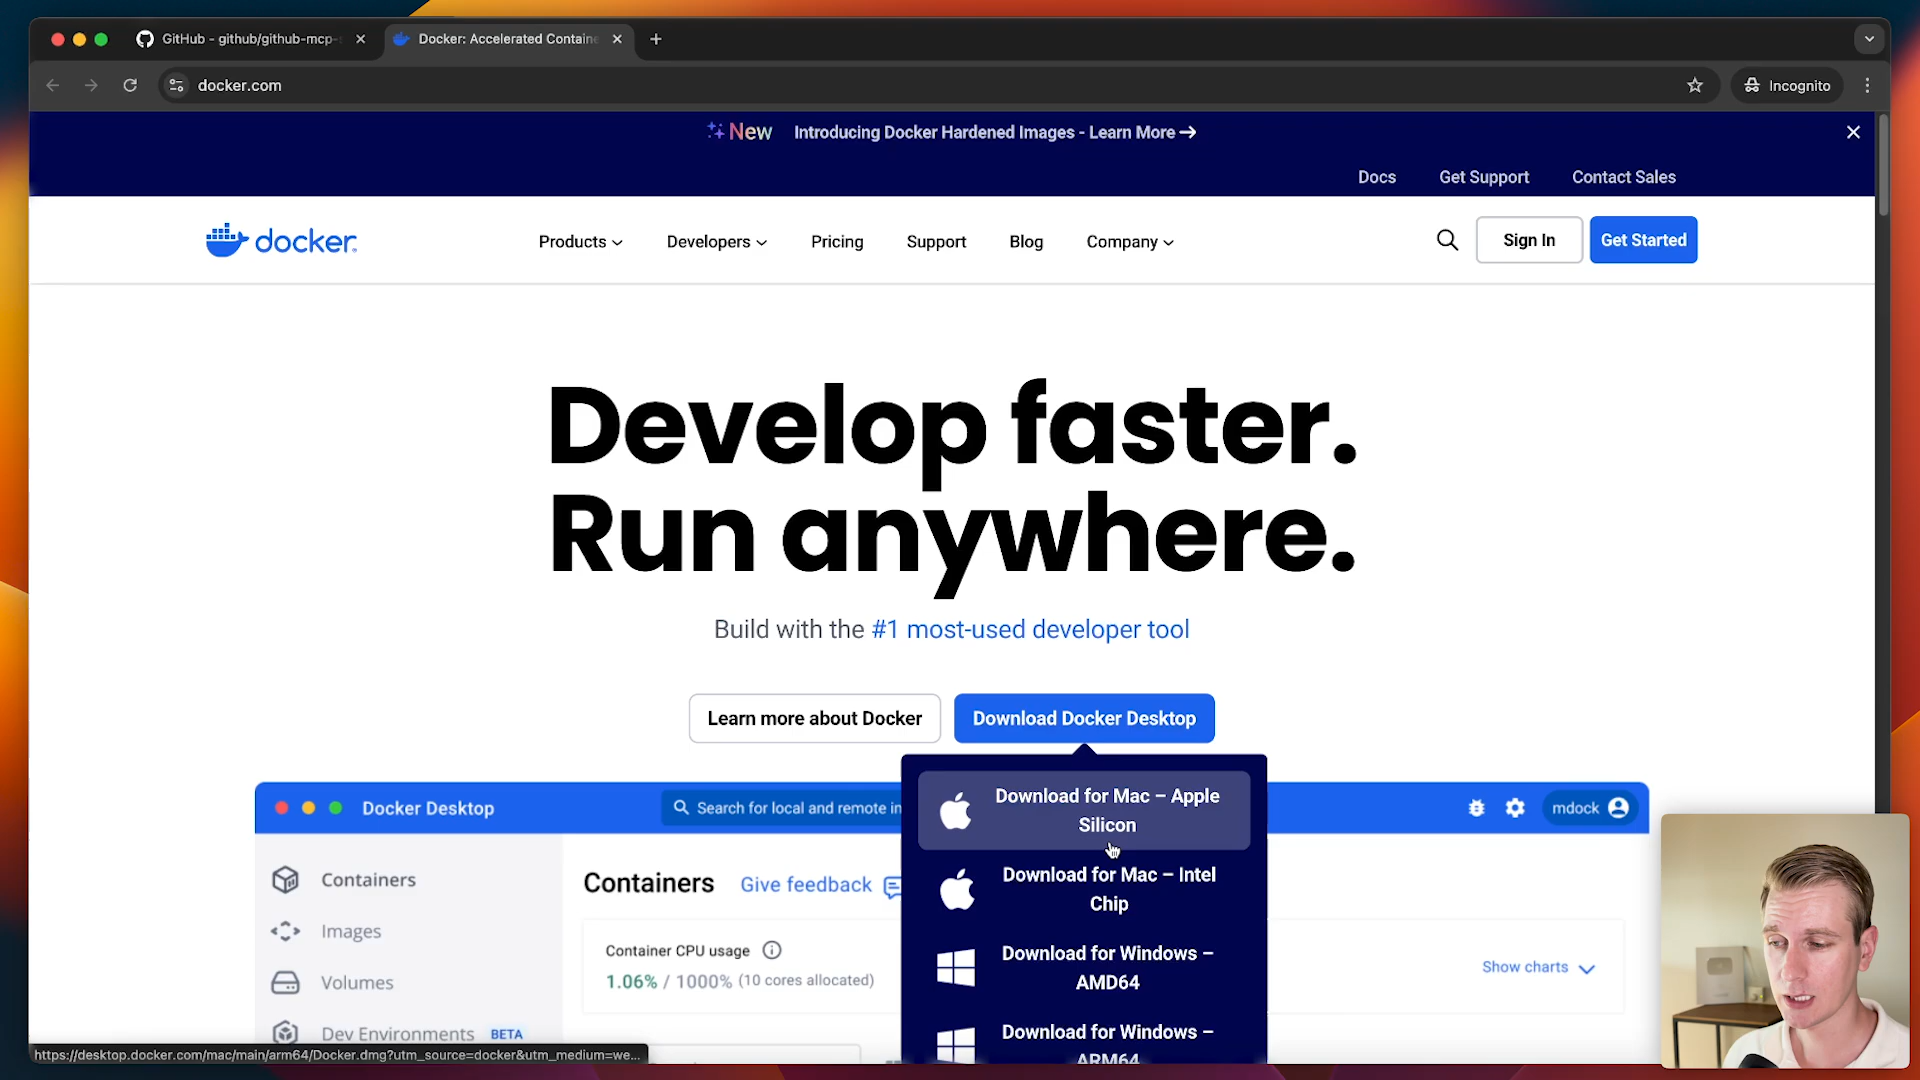 GitHub - github/github-mcp-s
Docker: Accelerated Containe
docker.com
Incognito
New Introducing Docker Hardened Images - Learn More →
Docs Get Support Contact Sales
docker
Products Developers Pricing Support Blog Company Sign In Get Started
Develop faster.
Run anywhere.
Build with the #1 most-used developer tool
Learn more about Docker
Download Docker Desktop
Download for Mac – Apple
Silicon
Download for Mac – Intel
Chip
Download for Windows –
AMD64
Download for Windows –
ARM64
Docker Desktop
Search for local and remote in
mdock
Containers
Images
Volumes
Dev Environments BETA
Containers Give feedback
Container CPU usage
1.06% / 1000% (10 cores allocated)
Show charts
https://desktop.docker.com/mac/main/arm64/Docker.dmg?utm_source=docker&utm_medium=we...